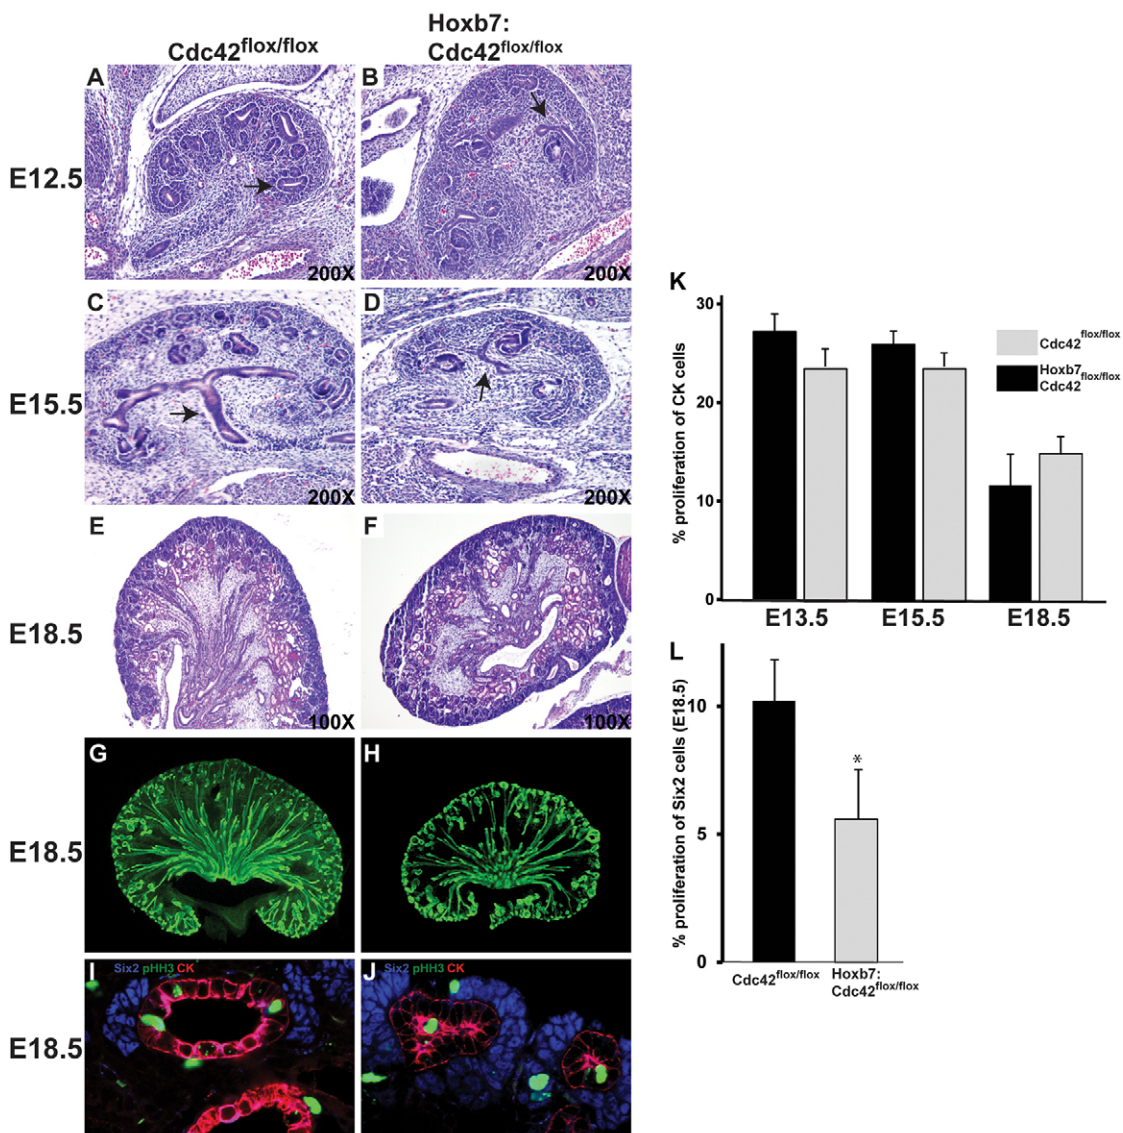 Cdc42flox/flox
Hoxb7:
Cdc42flox/flox
E12.5
A
200X
B
200X
E15.5
C
200X
D
200X
E18.5
E
100X
F
100X
E18.5
G
H
E18.5
I
Six2 pHH3 CK
J
Six2 pHH3 CK
K
% proliferation of CK cells
30
20
10
0
E13.5
E15.5
E18.5
Cdc42flox/flox
Hoxb7flox/flox
Cdc42
L
% proliferation of Six2 cells (E18.5)
10
5
0
*
Cdc42flox/flox
Hoxb7:
Cdc42flox/flox